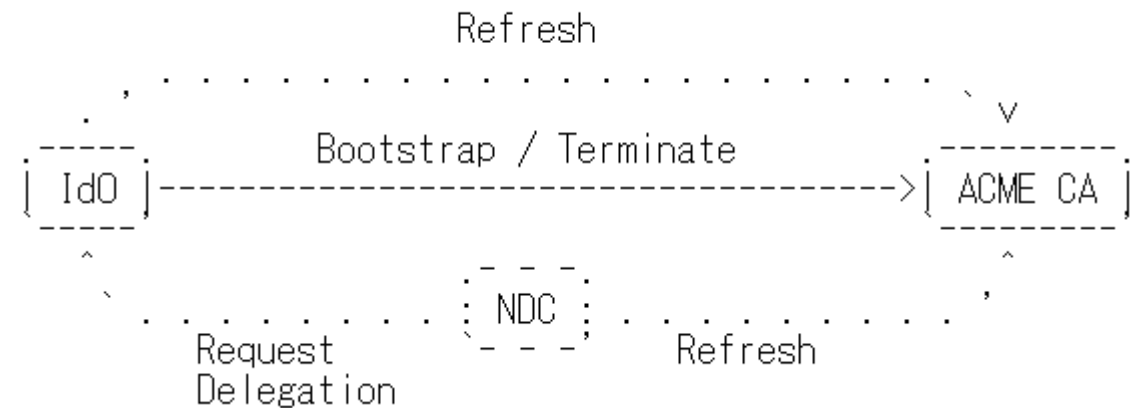 Refresh
Bootstrap / Terminate
IdO
ACME CA
NDC
Request
Delegation
Refresh